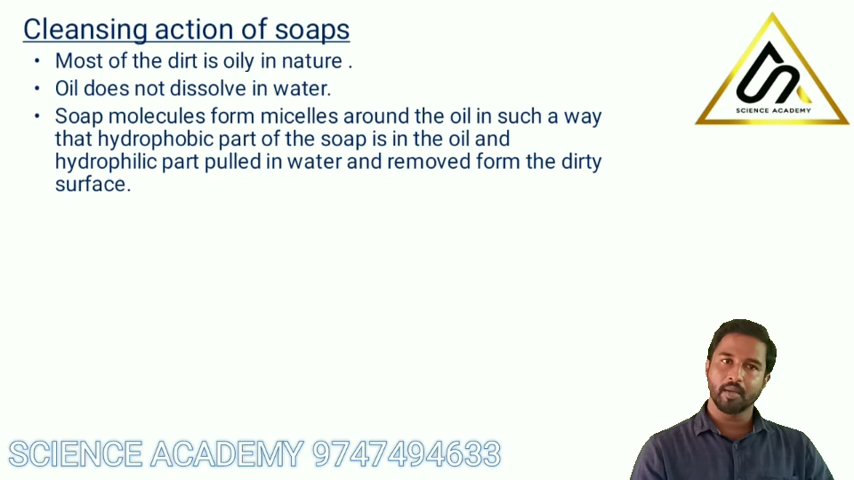 Cleansing action of soaps
• Most of the dirt is oily in nature .
• Oil does not dissolve in water.
• Soap molecules form micelles around the oil in such a way
that hydrophobic part of the soap is in the oil and
hydrophilic part pulled in water and removed form the dirty
surface.
SCIENCE ACADEMY
SCIENCE ACADEMY 9747494633